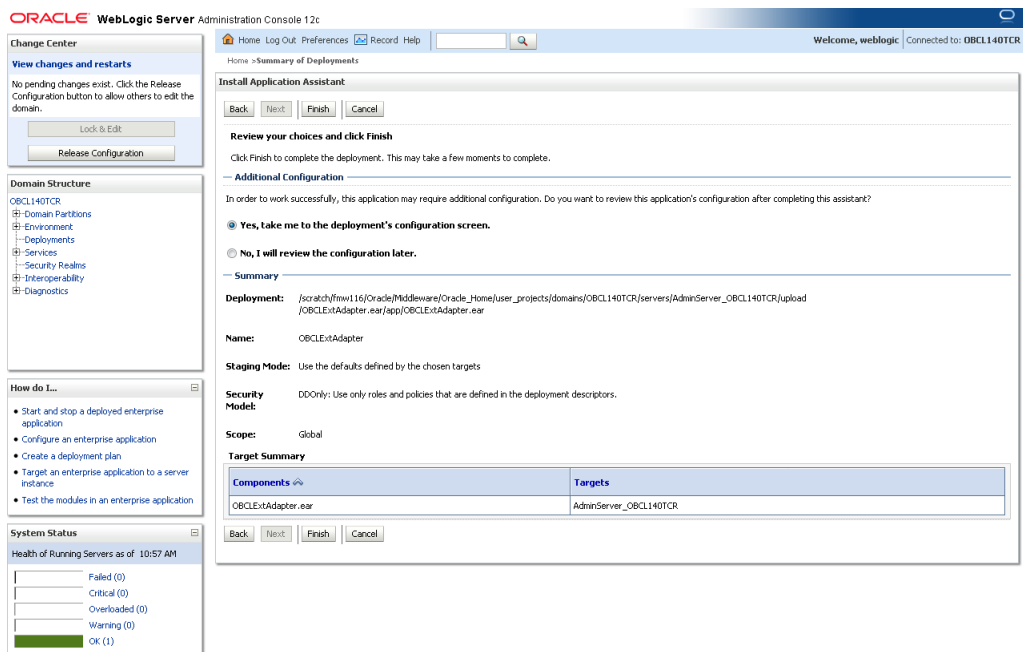 ORACLE WebLogic Server Administration Console 12c
Change Center
View changes and restarts
No pending changes exist. Click the Release
Configuration button to allow others to edit the
domain.
Lock & Edit
Release Configuration
Domain Structure
OBCL140TCR
Domain Partitions
Environment
Deployments
Services
Security Realms
Interoperability
Diagnostics
How do I...
Start and stop a deployed enterprise
application
Configure an enterprise application
Create a deployment plan
Target an enterprise application to a server
instance
Test the modules in an enterprise application
System Status
Health of Running Servers as of 10:57 AM
Failed (0)
Critical (0)
Overloaded (0)
Warning (0)
OK (1)
Home Log Out Preferences Record Help
Welcome, weblogic Connected to: OBCL140TCR
Home >Summary of Deployments
Install Application Assistant
Back Next Finish Cancel
Review your choices and click Finish
Click Finish to complete the deployment. This may take a few moments to complete.
Additional Configuration
In order to work successfully, this application may require additional configuration. Do you want to review this application's configuration after completing this assistant?
Yes, take me to the deployment's configuration screen.
No, I will review the configuration later.
Summary
Deployment: /scratch/fmw116/Oracle/Middleware/Oracle_Home/user_projects/domains/OBCL140TCR/servers/AdminServer_OBCL140TCR/upload
/OBCLExtAdapter.ear/app/OBCLExtAdapter.ear
Name: OBCLExtAdapter
Staging Mode: Use the defaults defined by the chosen targets
Security DDOnly: Use only roles and policies that are defined in the deployment descriptors.
Model:
Scope: Global
Target Summary
Components Targets
OBCLExtAdapter.ear AdminServer_OBCL140TCR
Back Next Finish Cancel